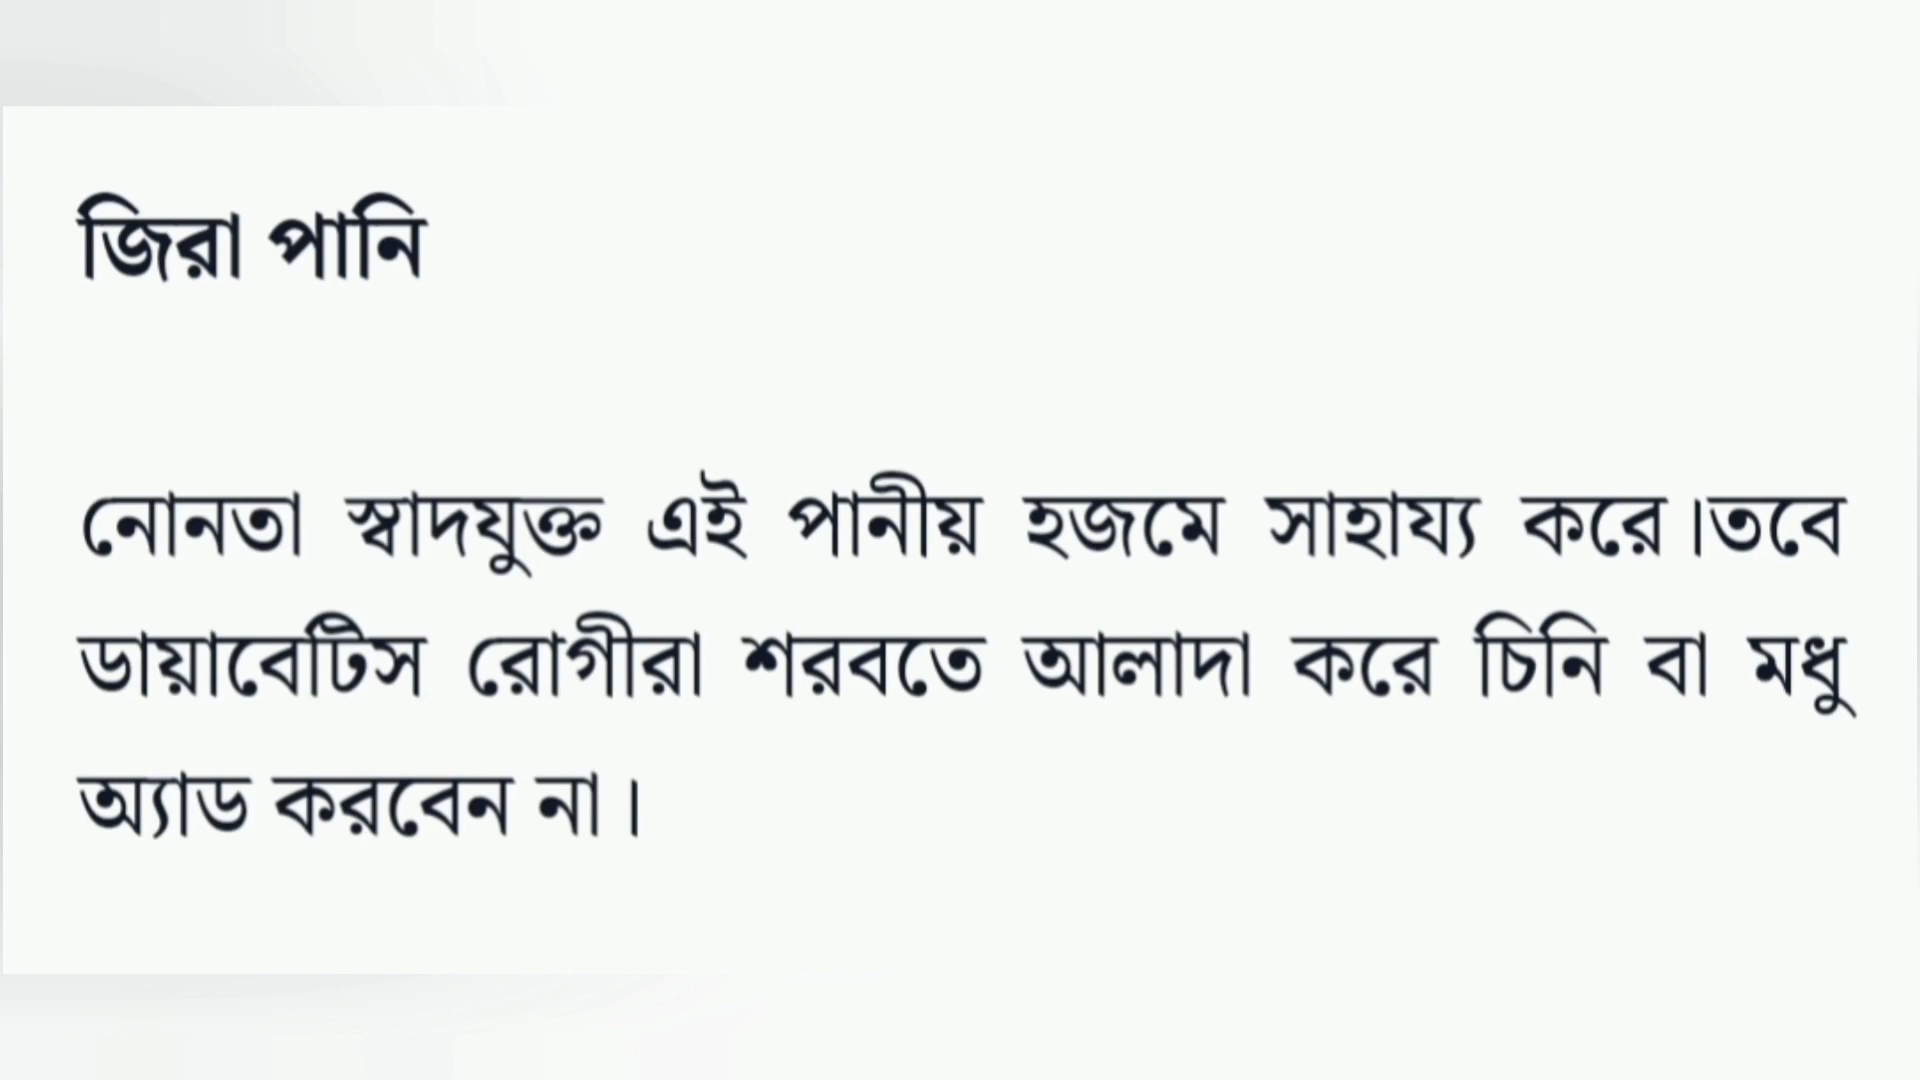 জিরা পানি
নোনতা স্বাদযুক্ত এই পানীয় হজমে সাহায্য করে।তবে
ডায়াবেটিস রোগীরা শরবতে আলাদা করে চিনি বা মধু
অ্যাড করবেন না।